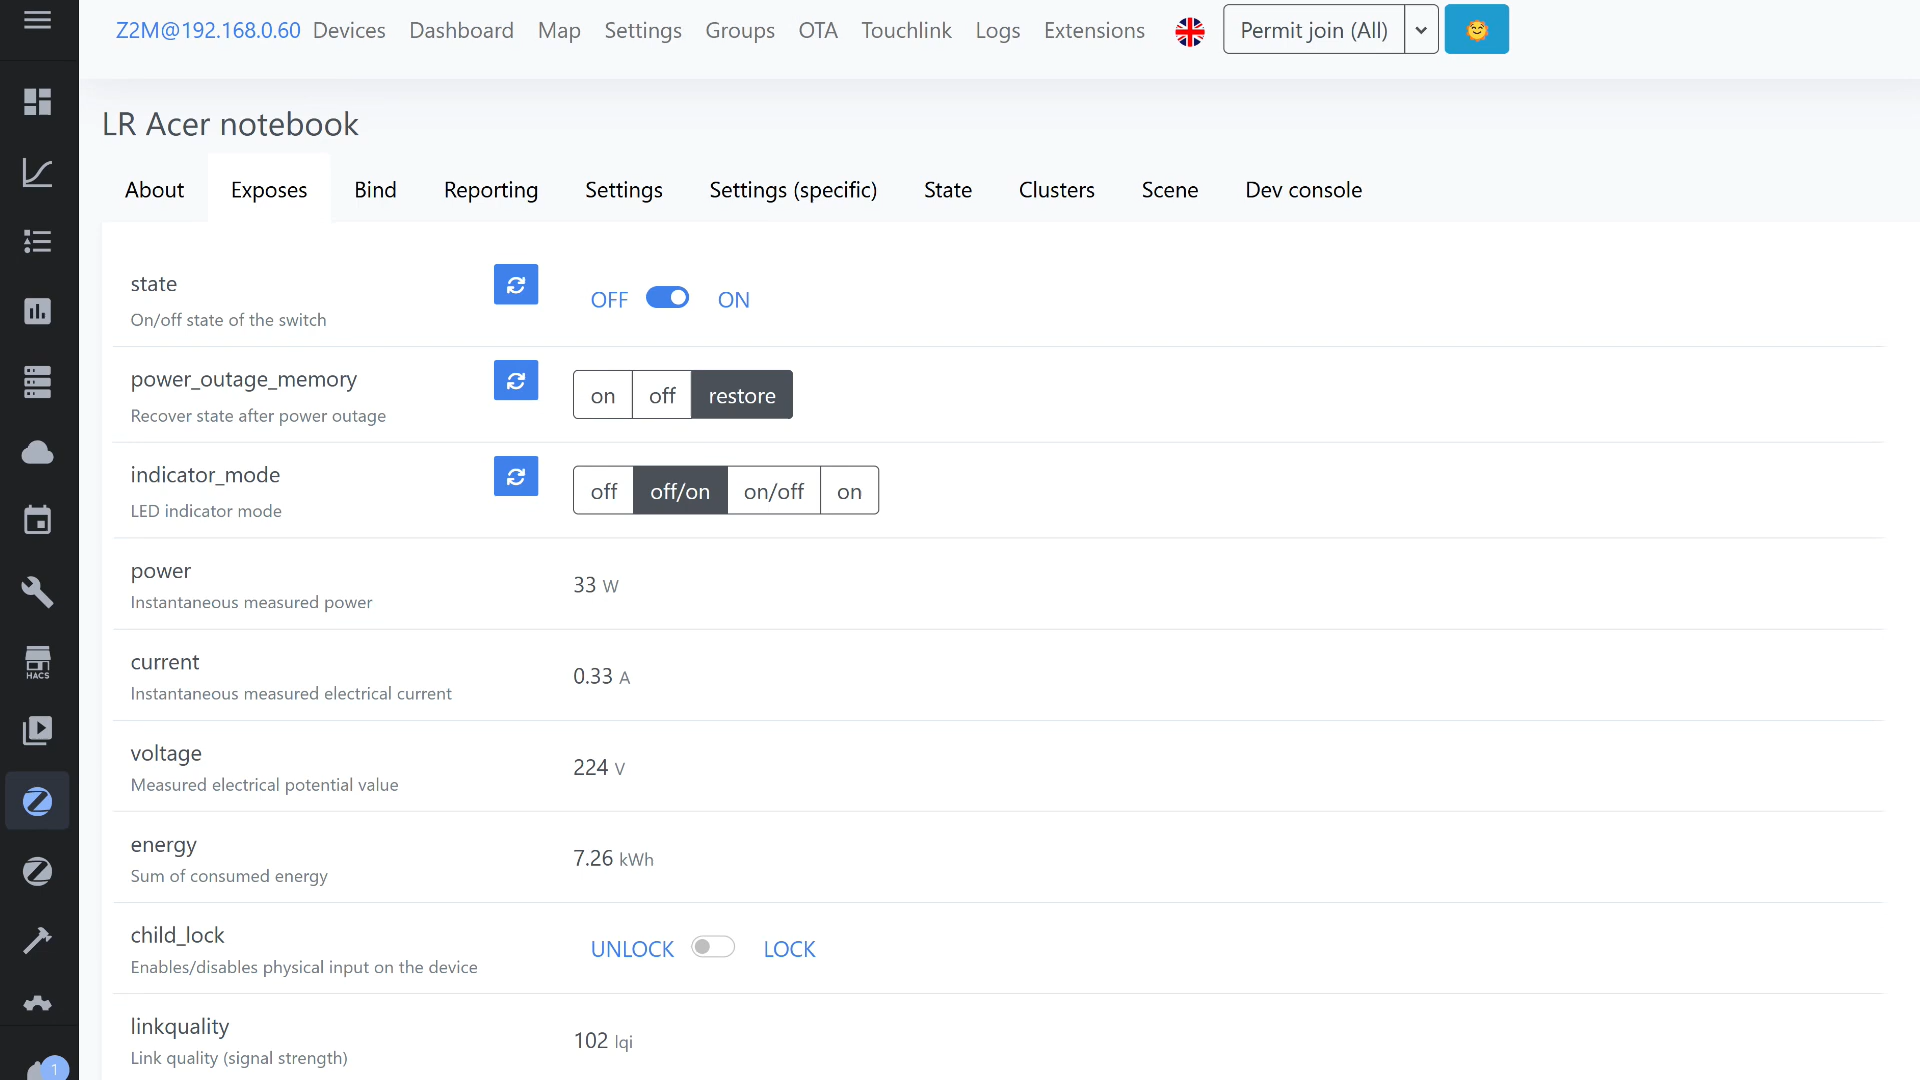 Z2M@192.168.0.60 Devices Dashboard Map Settings Groups OTA Touchlink Logs Extensions Permit join (All)
LR Acer notebook
About Exposes Bind Reporting Settings Settings (specific) State Clusters Scene Dev console
state
OFF ON
On/off state of the switch
power_outage_memory
on off restore
Recover state after power outage
indicator_mode
off off/on on/off on
LED indicator mode
power
33 W
Instantaneous measured power
current
0.33 A
Instantaneous measured electrical current
voltage
224 V
Measured electrical potential value
energy
7.26 kWh
Sum of consumed energy
child_lock
UNLOCK LOCK
Enables/disables physical input on the device
linkquality
102 lqi
Link quality (signal strength)
HACS
1